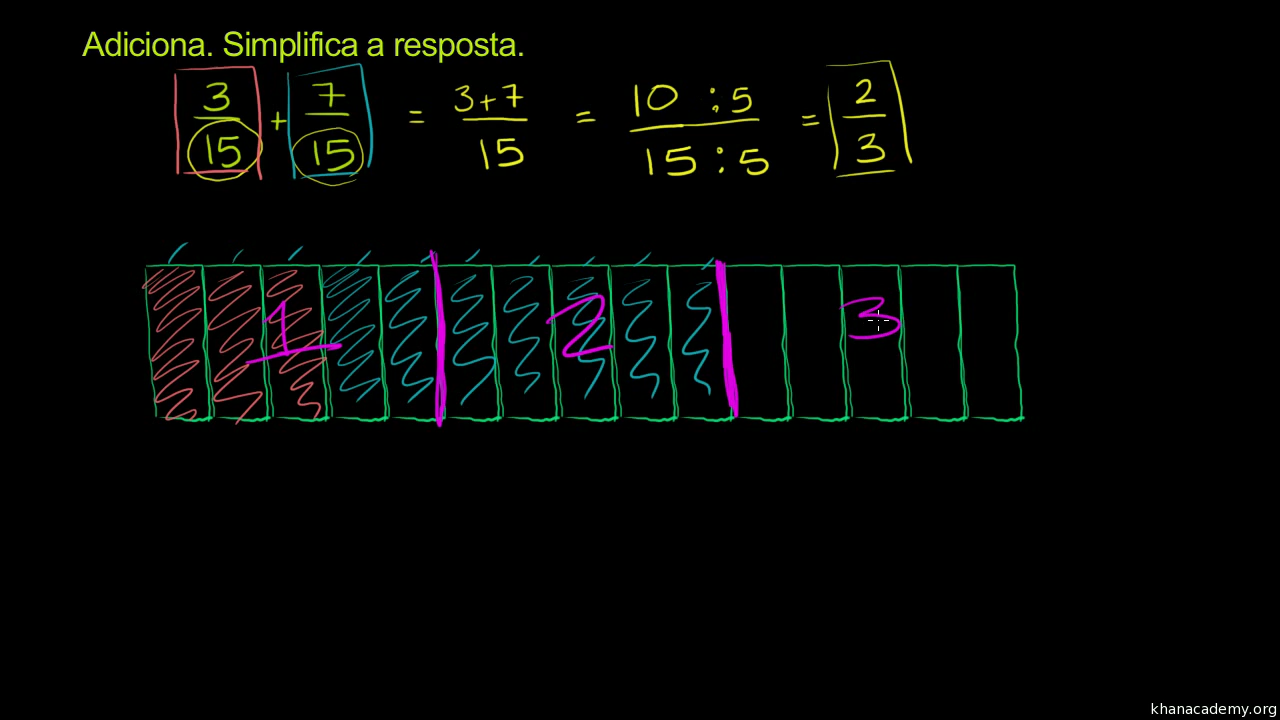 Adiciona. Simplifica a resposta.
3/15 + 7/15 = 3+7/15 = 10 : 5/15 : 5 = 2/3
1 2 3
khanacademy.org